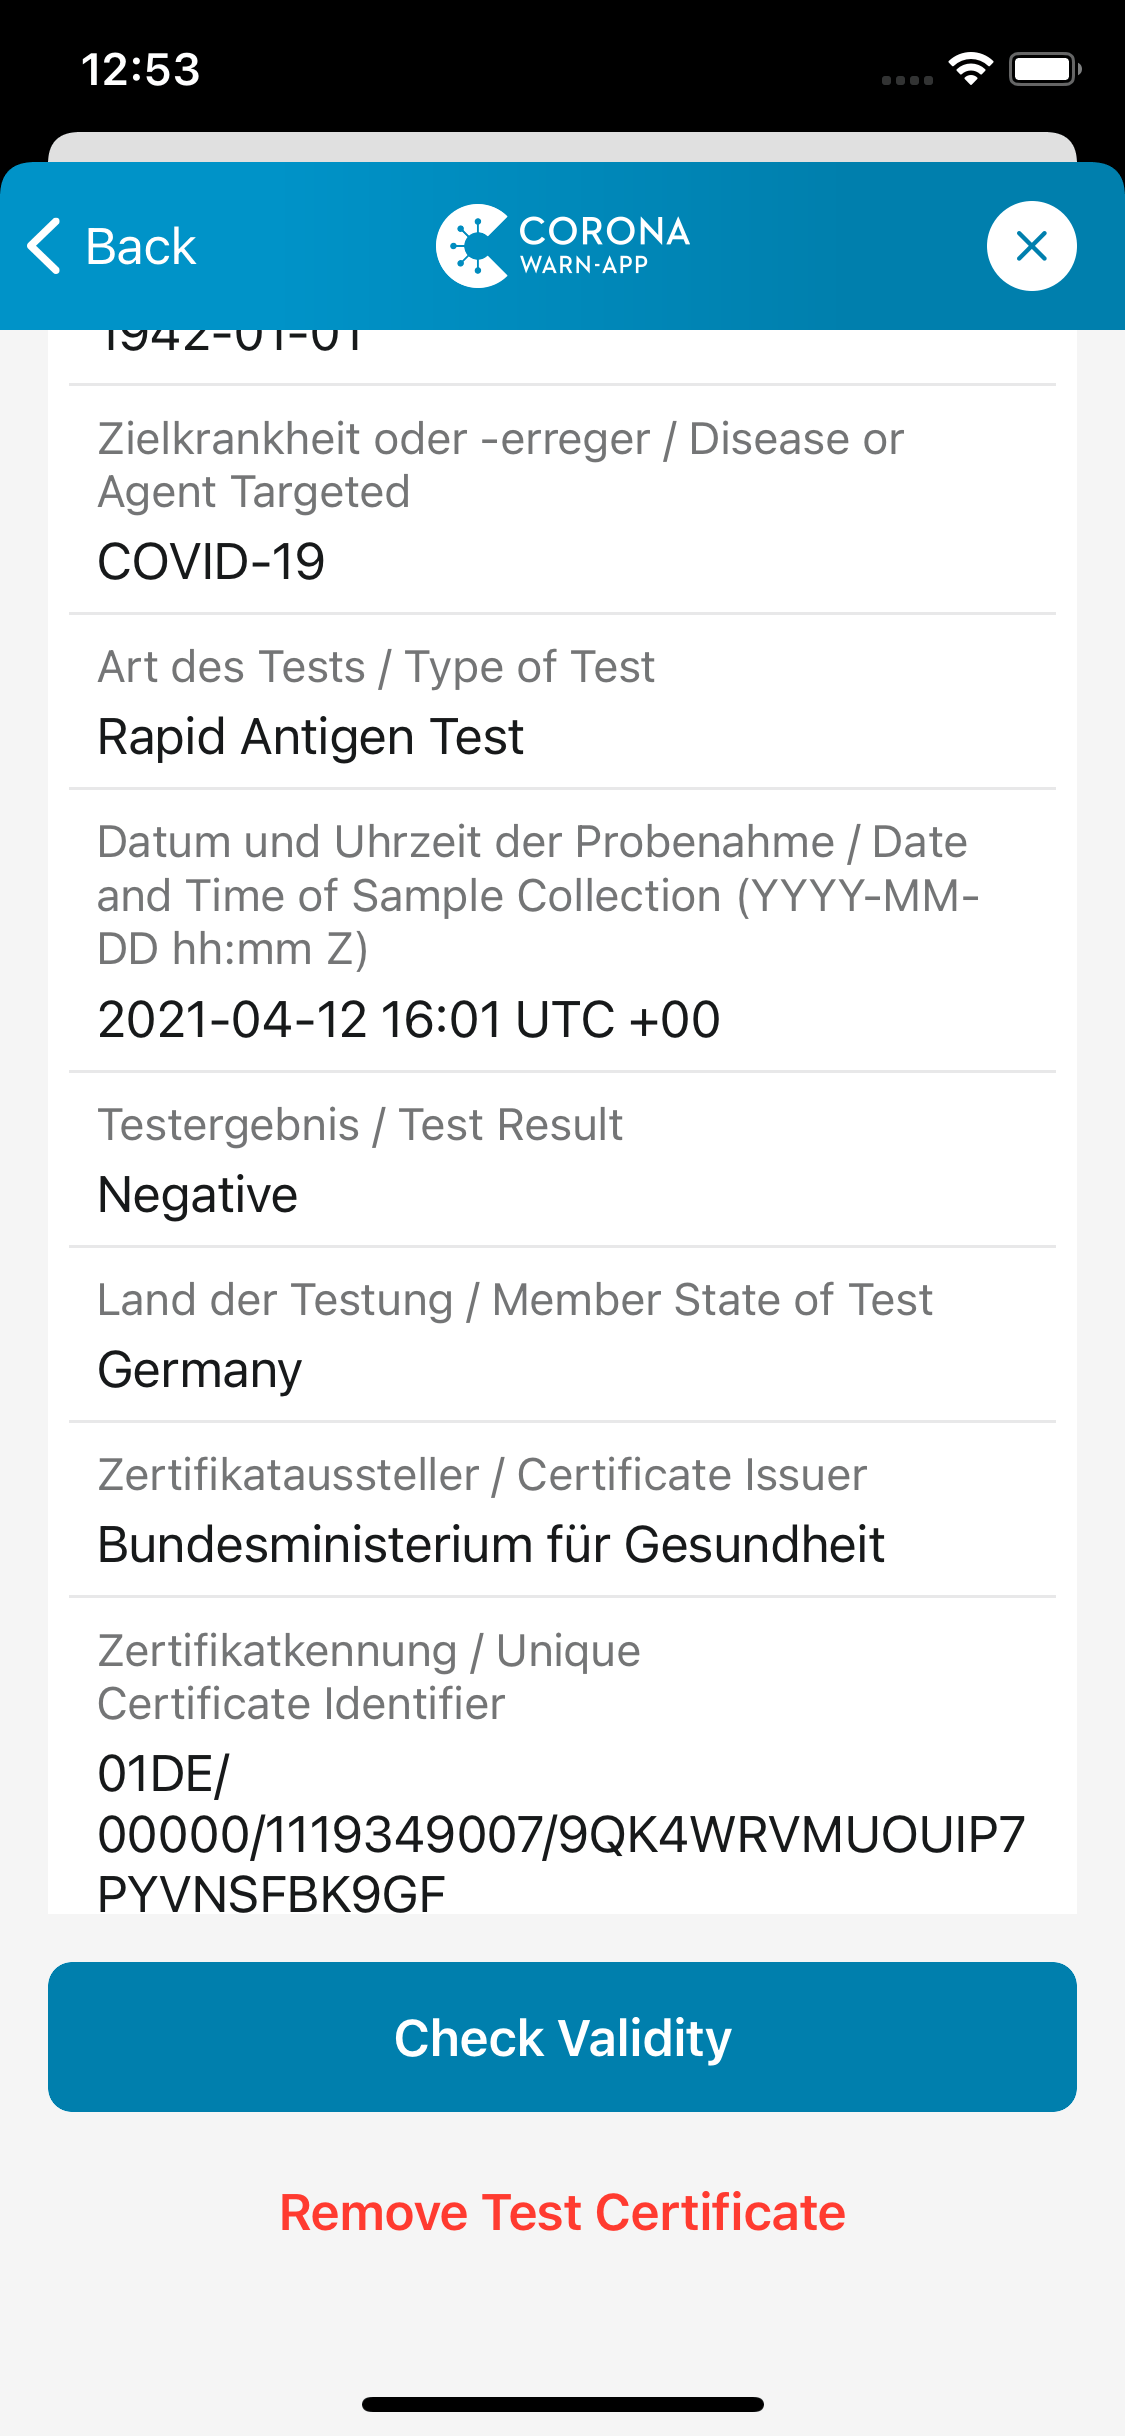 12:53
Back
CORONA
WARN-APP
1942-01-01
Zielkrankheit oder -erreger / Disease or
Agent Targeted
COVID-19
Art des Tests / Type of Test
Rapid Antigen Test
Datum und Uhrzeit der Probenahme / Date
and Time of Sample Collection (YYYY-MM-
DD hh:mm Z)
2021-04-12 16:01 UTC +00
Testergebnis / Test Result
Negative
Land der Testung / Member State of Test
Germany
Zertifikataussteller / Certificate Issuer
Bundesministerium für Gesundheit
Zertifikatkennung / Unique
Certificate Identifier
01DE/
00000/1119349007/9QK4WRVMUOUIP7
PYVNSFBK9GF
Check Validity
Remove Test Certificate